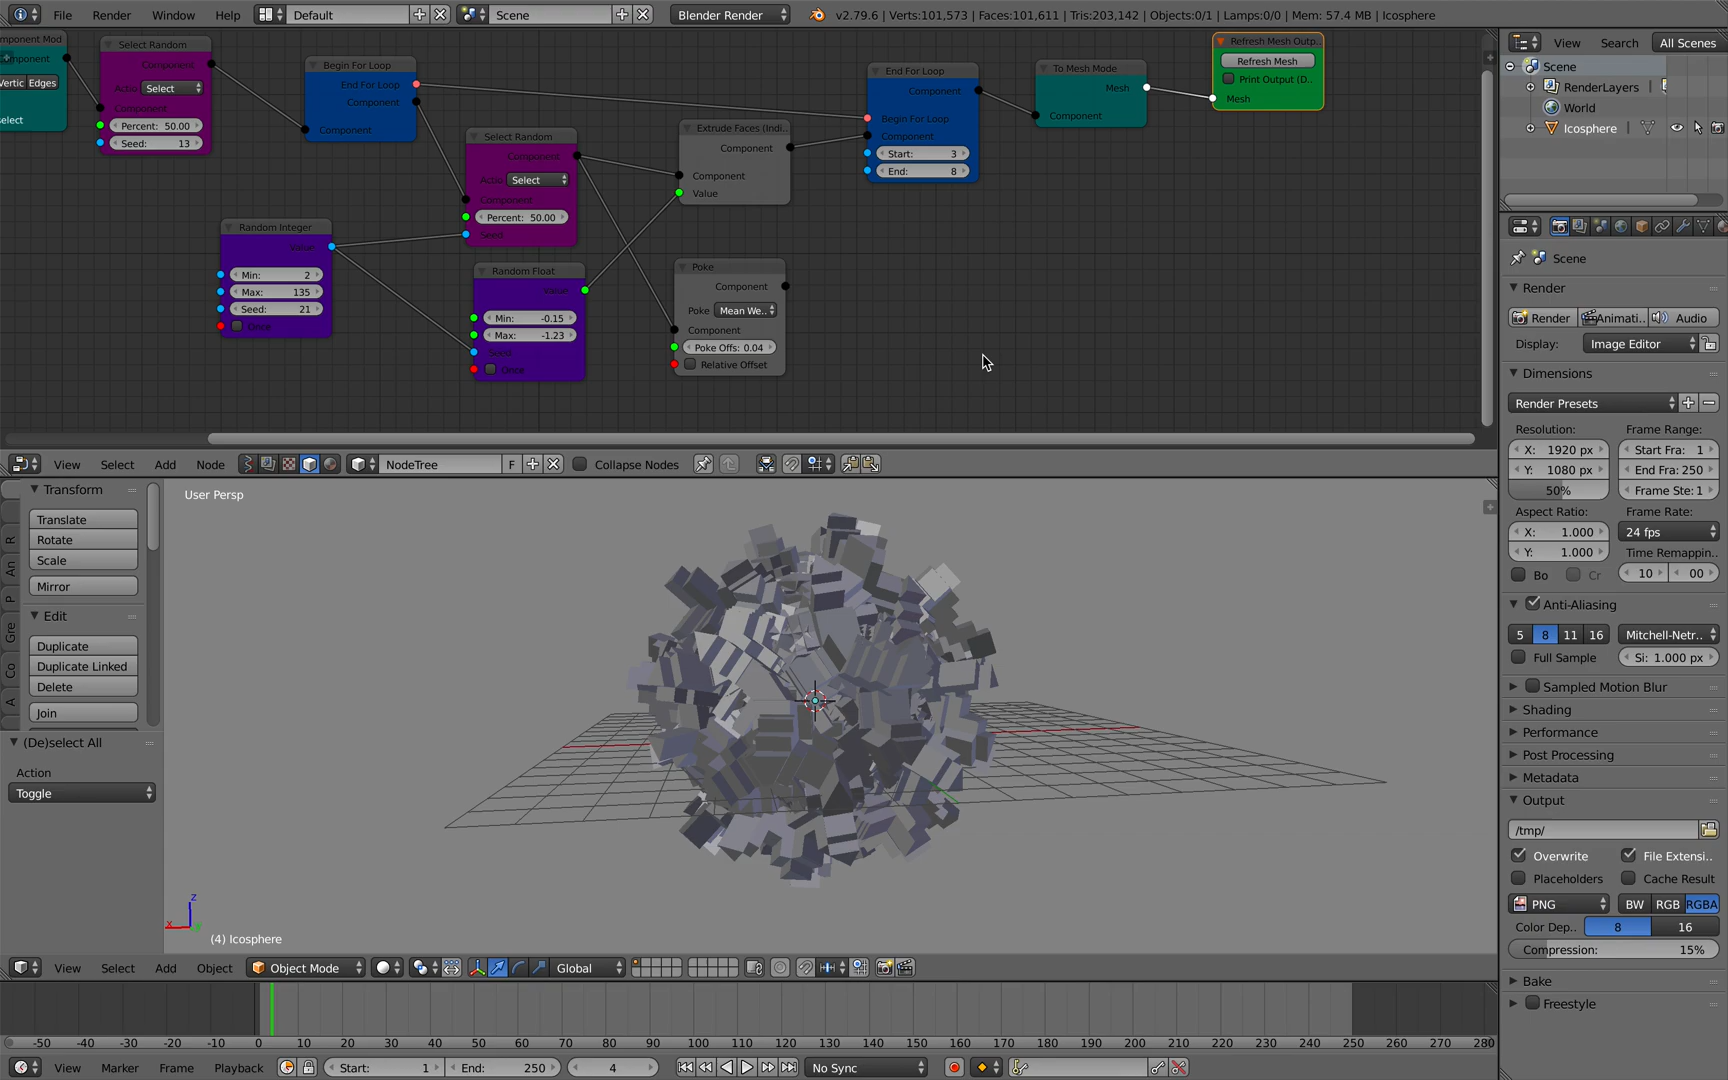 File Render Window Help Default Scene Blender Render v2.79.6 | Verts:101,573 | Faces:101,611 | Tris:203,142 | Objects:0/1 | Lamps:0/0 | Mem: 57.4 MB | Icosphere
mponent Mod
omponent
Vertic Edges
elect
Select Random
Component
Actio Select
Component
Percent: 50.00
Seed: 13
Begin For Loop
End For Loop
Component
Component
Select Random
Component
Actio Select
Component
Percent: 50.00
Seed
Random Integer
Value
Min: 2
Max: 135
Seed: 21
Once
Random Float
Value
Min: -0.15
Max: -1.23
Seed
Once
Extrude Faces (Indi..
Component
Component
Value
Poke
Component
Poke Mean We..
Component
Poke Offs: 0.04
Relative Offset
End For Loop
Component
Begin For Loop
Component
Start: 3
End: 8
To Mesh Mode
Mesh
Component
Refresh Mesh Outp..
Refresh Mesh
Print Output (D..
Mesh
View Select Add Node NodeTree F Collapse Nodes
Transform
Translate
Rotate
Scale
Mirror
Edit
Duplicate
Duplicate Linked
Delete
Join
R
An
P
Gre
Co
A
(De)select All
Action
Toggle
User Persp
z
x
(4) Icosphere
View Select Add Object Object Mode Global
-50 -40 -30 -20 -10 0 10 20 30 40 50 60 70 80 90 100 110 120 130 140 150 160 170 180 190 200 210 220 230 240 250 260 270 280
View Marker Frame Playback Start: 1 End: 250 4 No Sync
View Search All Scenes
Scene
RenderLayers
World
Icosphere
Scene
Render
Render Animati.. Audio
Display: Image Editor
Dimensions
Render Presets
Resolution: Frame Range:
X: 1920 px Start Fra: 1
Y: 1080 px End Fra: 250
50% Frame Ste: 1
Aspect Ratio: Frame Rate:
X: 1.000 24 fps
Y: 1.000 Time Remappin..
Bo Cr 10 00
Anti-Aliasing
5 8 11 16 Mitchell-Netr..
Full Sample Si: 1.000 px
Sampled Motion Blur
Shading
Performance
Post Processing
Metadata
Output
/tmp/
Overwrite File Extensi..
Placeholders Cache Result
PNG BW RGB RGBA
Color Dep.. 8 16
Compression: 15%
Bake
Freestyle